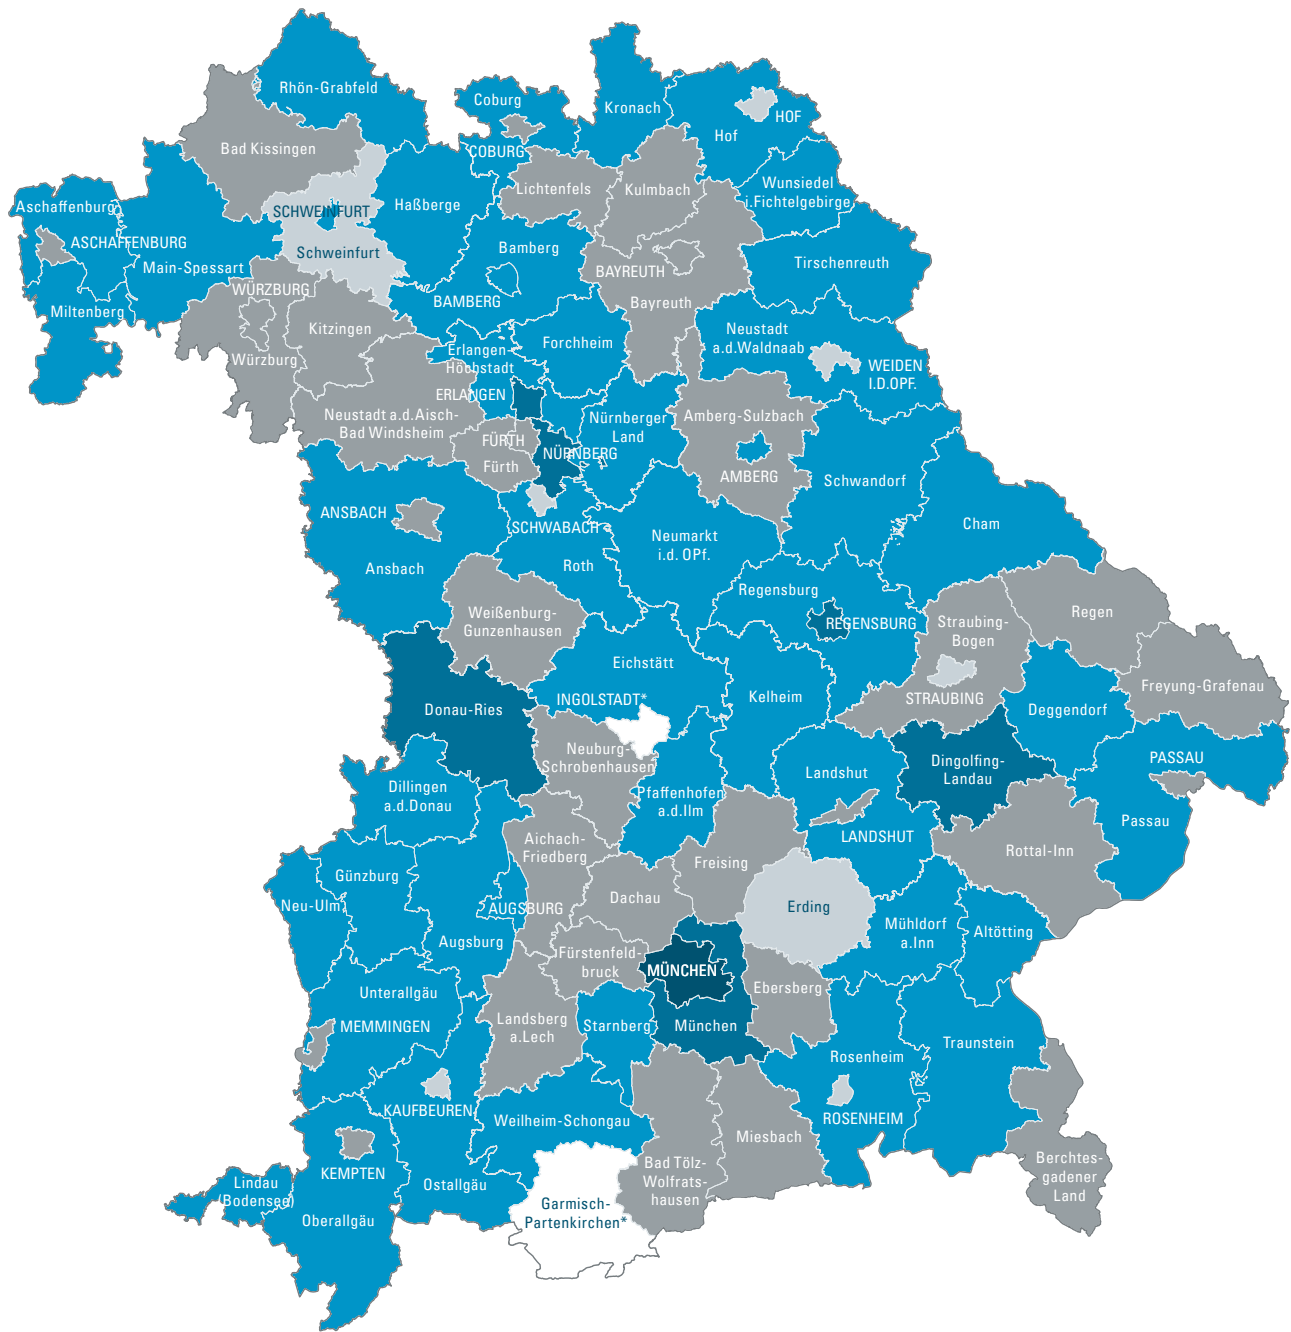 Rhön-Grabfeld
Coburg
Kronach
HOF
Hof
Bad Kissingen
COBURG
Lichtenfels
Kulmbach
Wunsiedel
i.Fichtelgebirge
Aschaffenburg
SCHWEINFURT
Haßberge
ASCHAFFENBURG
Schweinfurt
Bamberg
Main-Spessart
BAYREUTH
Tirschenreuth
WÜRZBURG
BAMBERG
Bayreuth
Miltenberg
Kitzingen
Neustadt
a.d.Waldnaab
Würzburg
Erlangen-
Höchstadt
Forchheim
WEIDEN
I.D.OPF.
ERLANGEN
Neustadt a.d.Aisch-
Bad Windsheim
Nürnberger
Land
Amberg-Sulzbach
FÜRTH
NÜRNBERG
Fürth
AMBERG
Schwandorf
ANSBACH
SCHWABACH
Neumarkt
i.d. OPf.
Cham
Ansbach
Roth
Regensburg
Weißenburg-
Gunzenhausen
REGENSBURG
Straubing-
Bogen
Regen
Eichstätt
Freyung-Grafenau
INGOLSTADT*
Kelheim
STRAUBING
Donau-Ries
Deggendorf
Neuburg-
Schrobenhausen
Landshut
Dingolfing-
Landau
PASSAU
Dillingen
a.d.Donau
Pfaffenhofen
a.d.Ilm
Passau
Aichach-
Friedberg
LANDSHUT
Rottal-Inn
Günzburg
Freising
Neu-Ulm
AUGSBURG
Dachau
Erding
Mühldorf
a.Inn
Altötting
Augsburg
Fürstenfeld-
bruck
MÜNCHEN
Unterallgäu
Ebersberg
MEMMINGEN
Landsberg
a.Lech
Starnberg
München
Rosenheim
Traunstein
KAUFBEUREN
Weilheim-Schongau
ROSENHEIM
Miesbach
KEMPTEN
Bad Tölz-
Wolfrats-
hausen
Berchtes-
gadener
Land
Lindau
(Bodensee)
Ostallgäu
Oberallgäu
Garmisch-
Partenkirchen*